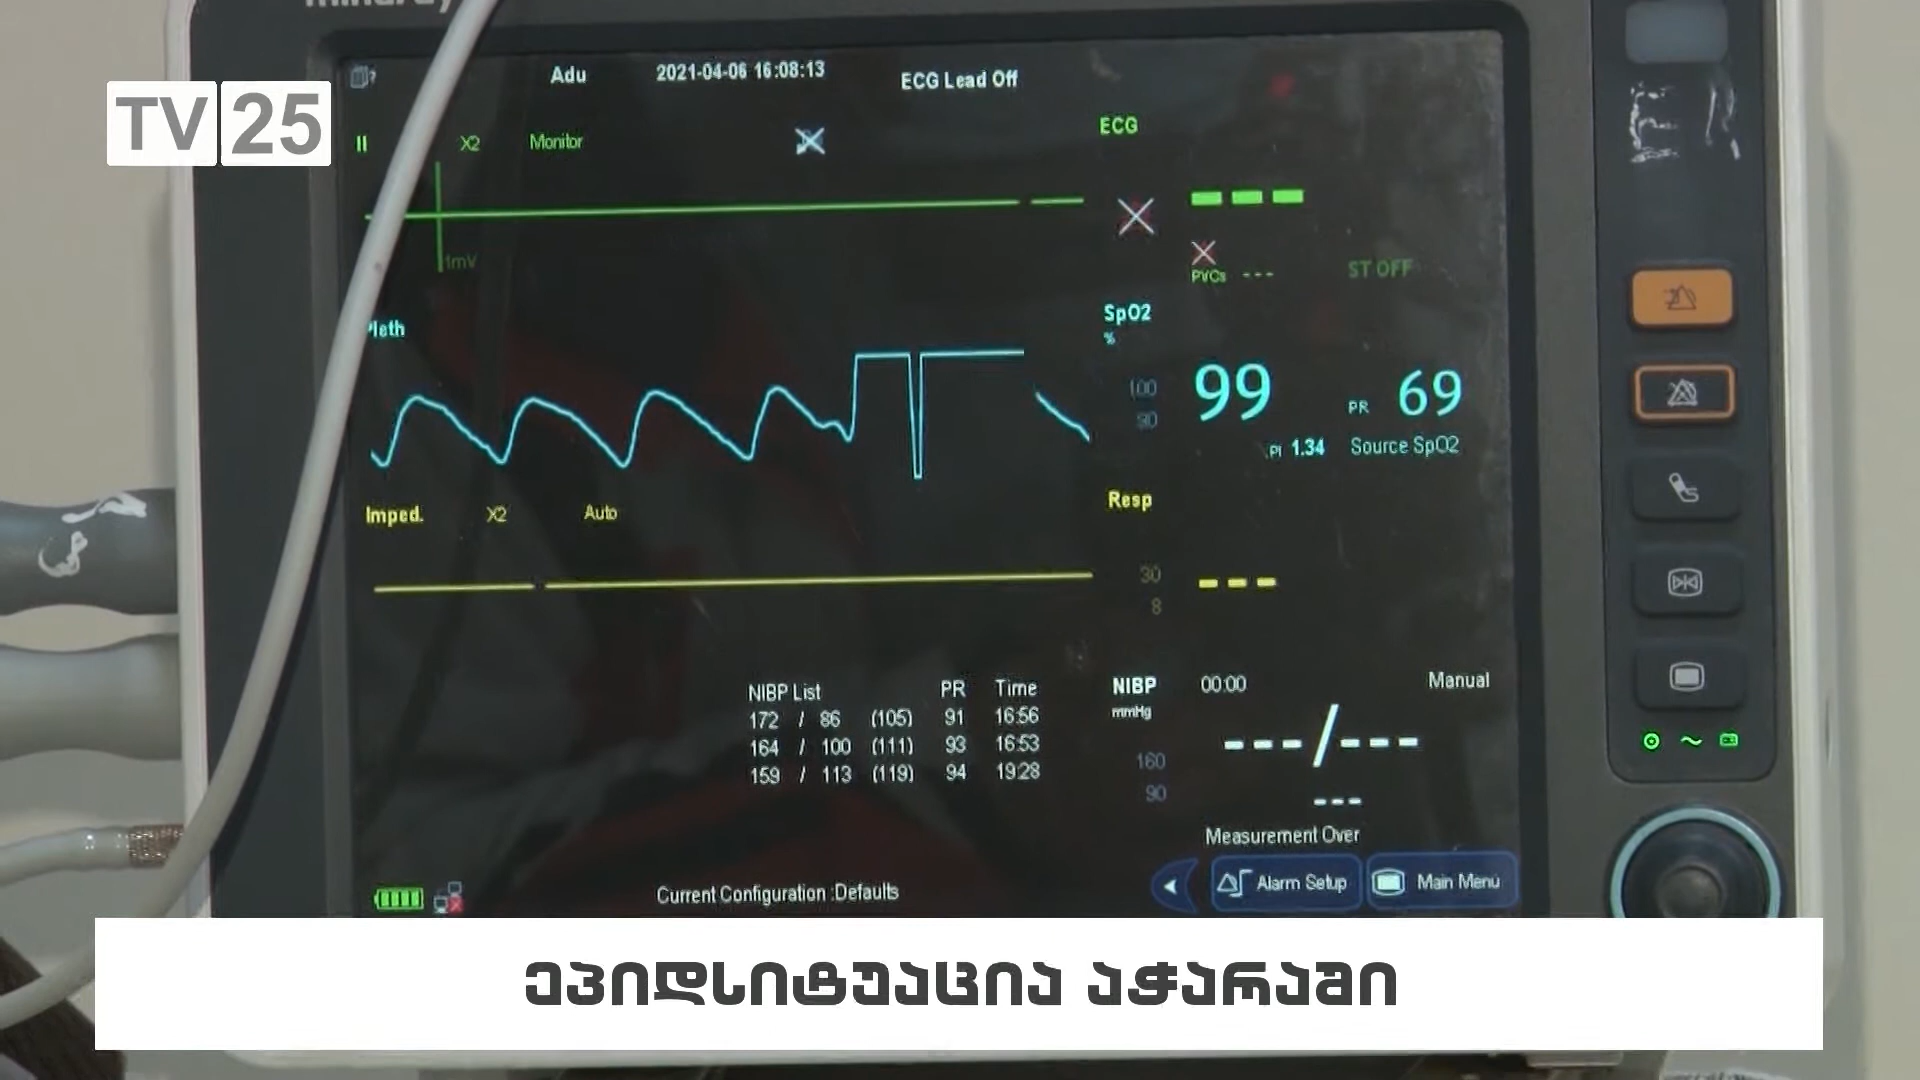 TV 25
Adu 2021-04-06 16:08:13 ECG Lead Off
II X2 Monitor
ECG
1mV
PVCs --- ST OFF
Pleth
SpO2
%
100
90
99
PR 69
PI 1.34 Source SpO2
Imped. X2 Auto
Resp
30
8
---
NIBP List PR Time
172 / 86 (105) 91 16:56
164 / 100 (111) 93 16:53
159 / 113 (119) 94 19:28
NIBP 00:00 Manual
mmHg
160
90
---/---
---
Measurement Over
Current Configuration :Defaults
Alarm Setup Main Menu
ეპიდსიტუაცია აჭარაში